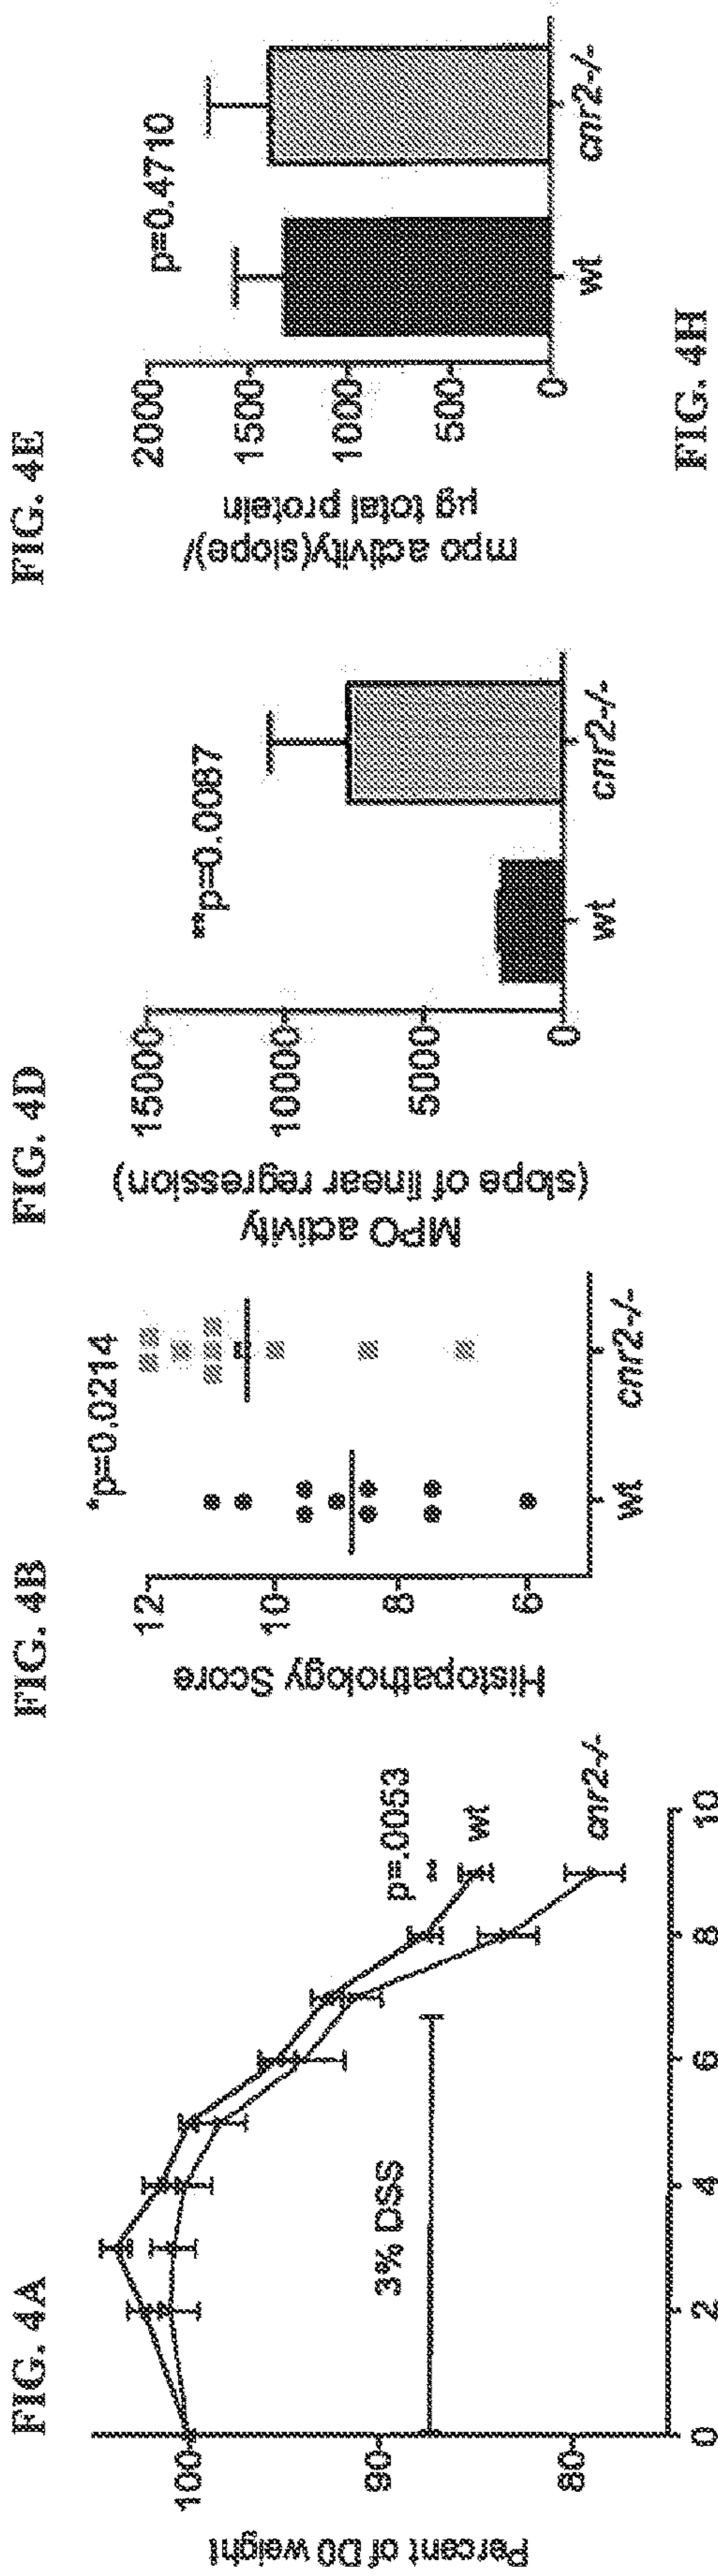 FIG. 4A
Percent of D0 weight
100
90
80
0
2
4
6
8
10
3% DSS
p=.0053
**
wt
cnr2-/-
FIG. 4B
Histopathology Score
12
10
8
6
*p=0.0214
wt
cnr2-/-
FIG. 4D
MPO activity
(slope of linear regression)
15000
10000
5000
0
**p=0.0087
wt
cnr2-/-
FIG. 4E
mpo activity(slope)/
µg total protein
2000
1500
1000
500
0
p=0.4710
wt
cnr2-/-
FIG. 4H